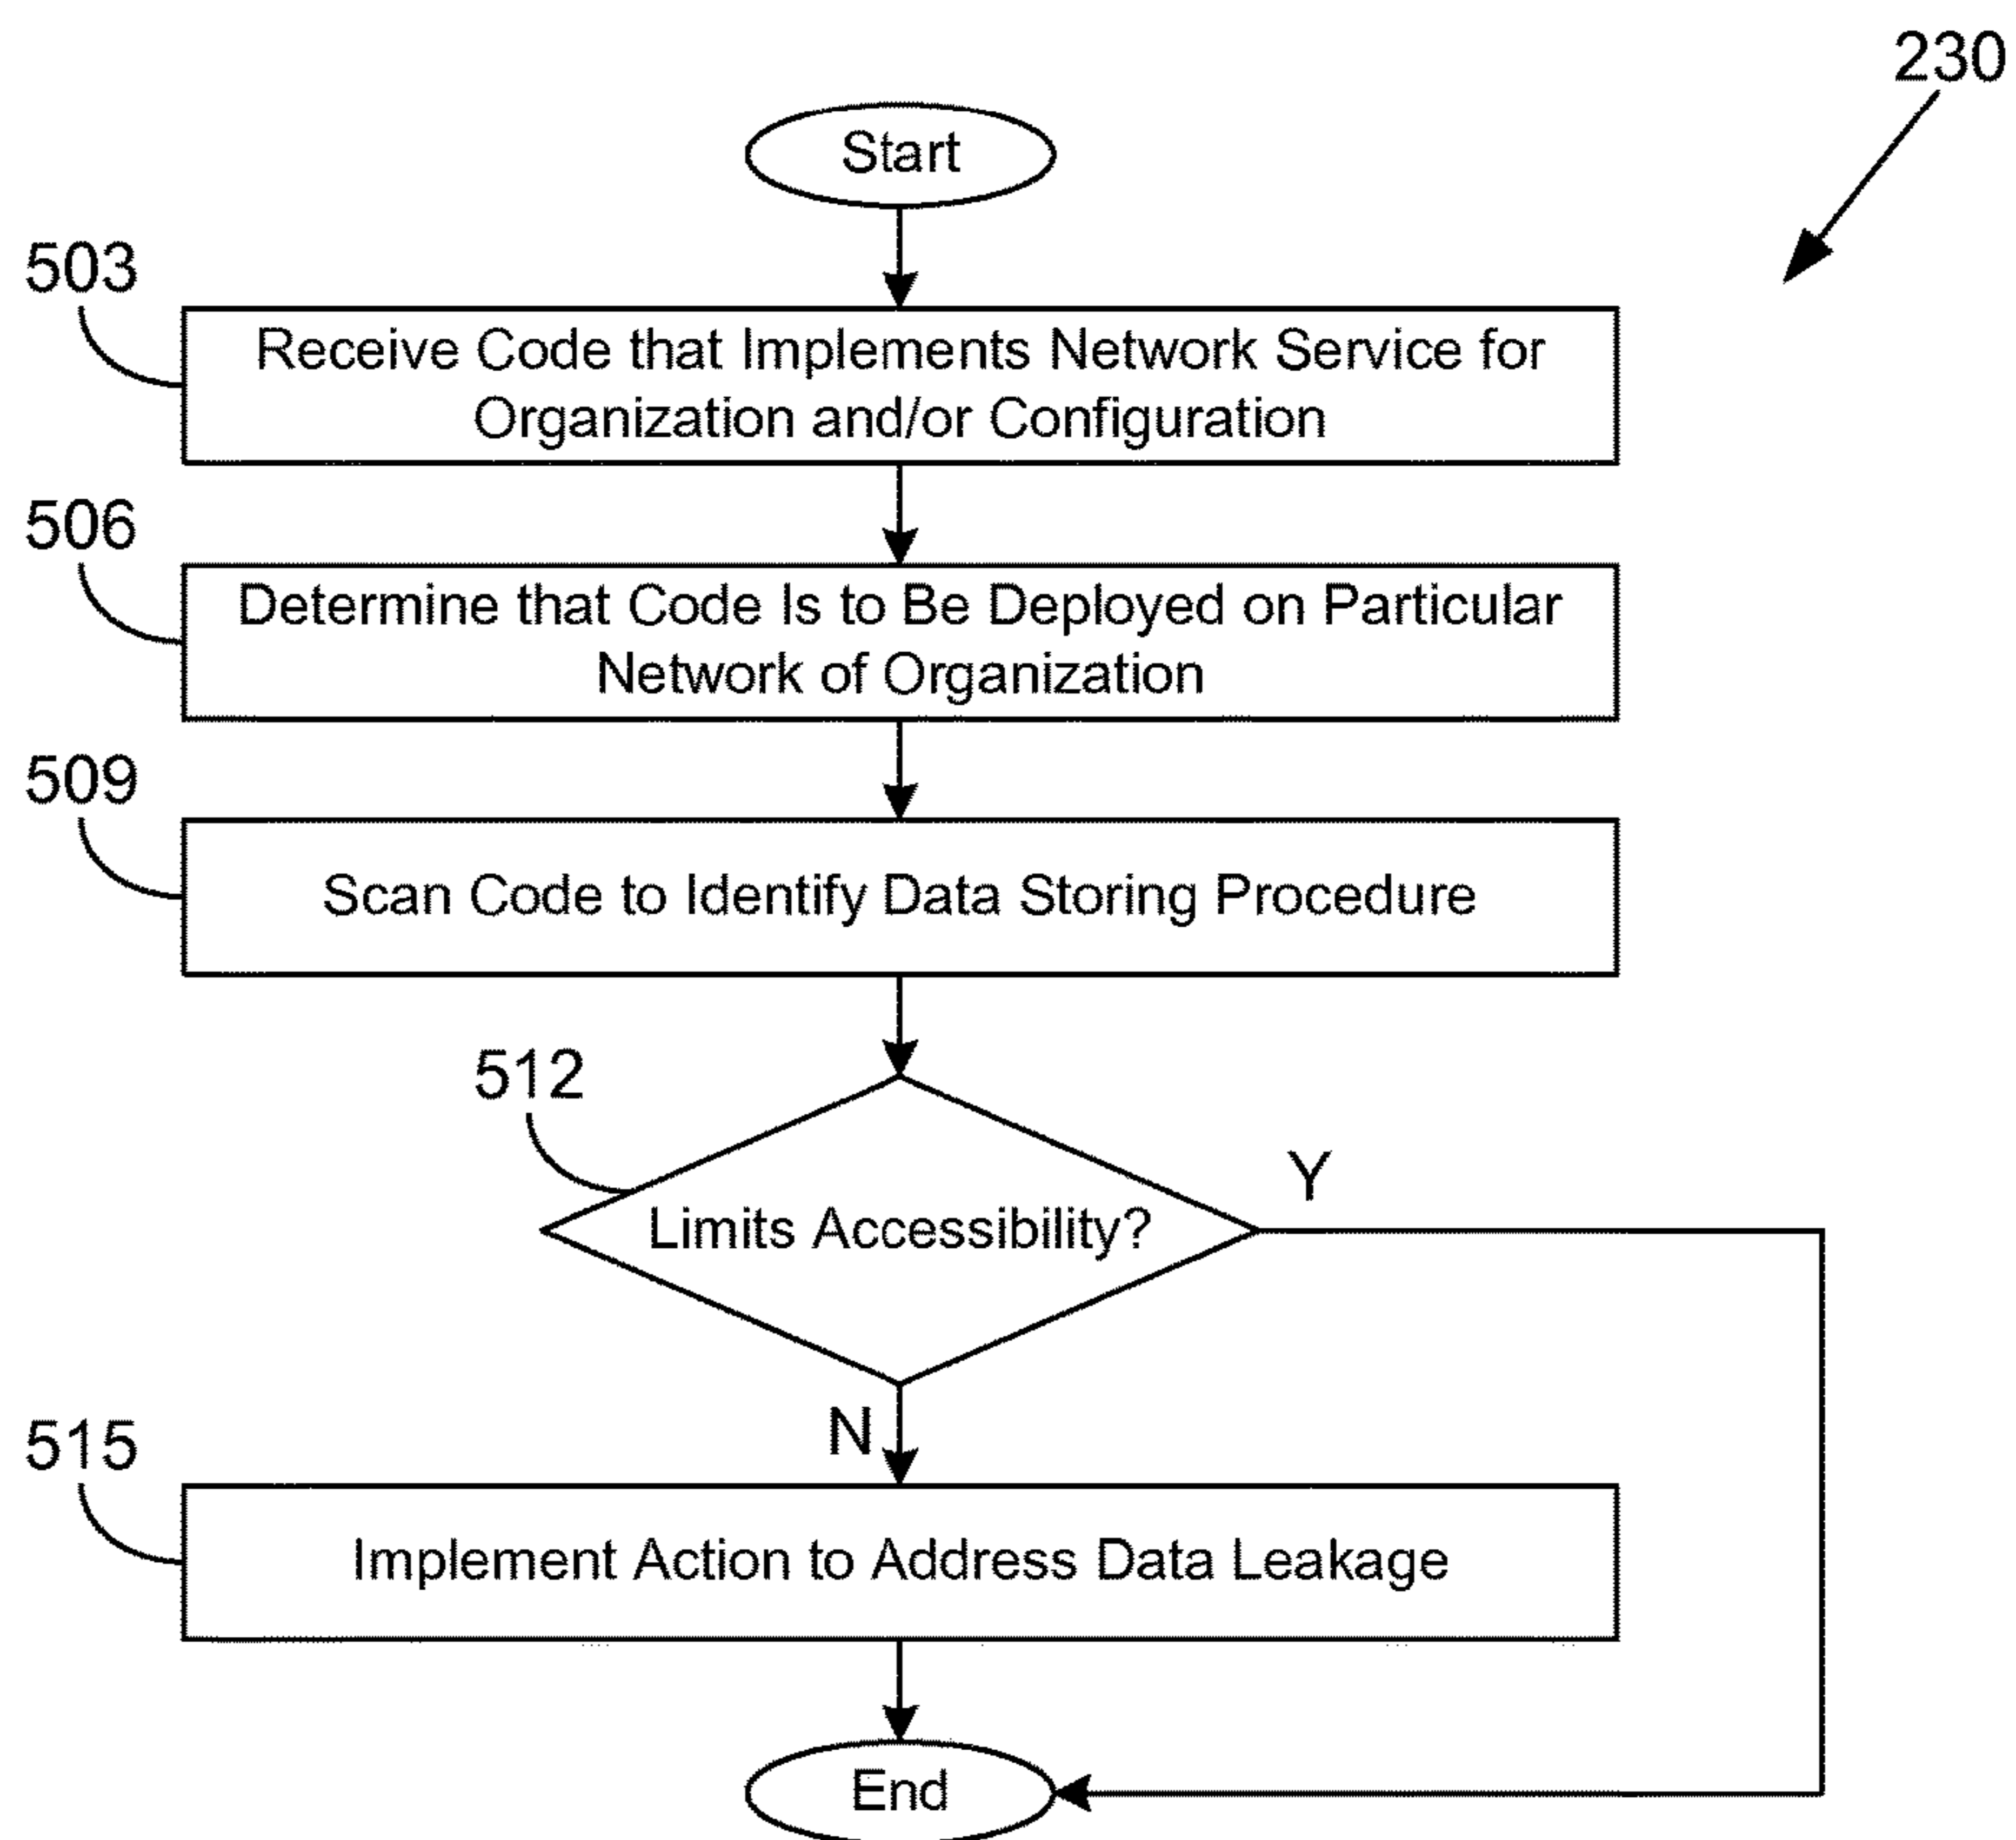 230
Start
503
Receive Code that Implements Network Service for
Organization and/or Configuration
506
Determine that Code Is to Be Deployed on Particular
Network of Organization
509
Scan Code to Identify Data Storing Procedure
512
Limits Accessibility?
Y
N
515
Implement Action to Address Data Leakage
End